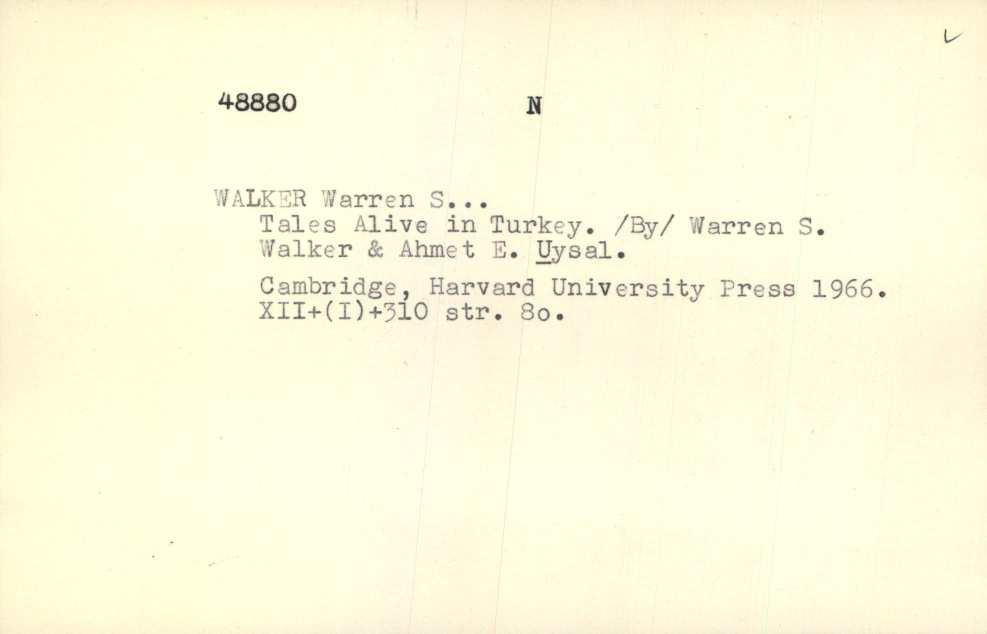 48880 N
WALKER Warren S...
Tales Alive in Turkey. /By/ Warren S.
Walker & Ahmet E. Uysal.
Cambridge, Harvard University Press 1966.
XII+(I)+310 str. 8o.